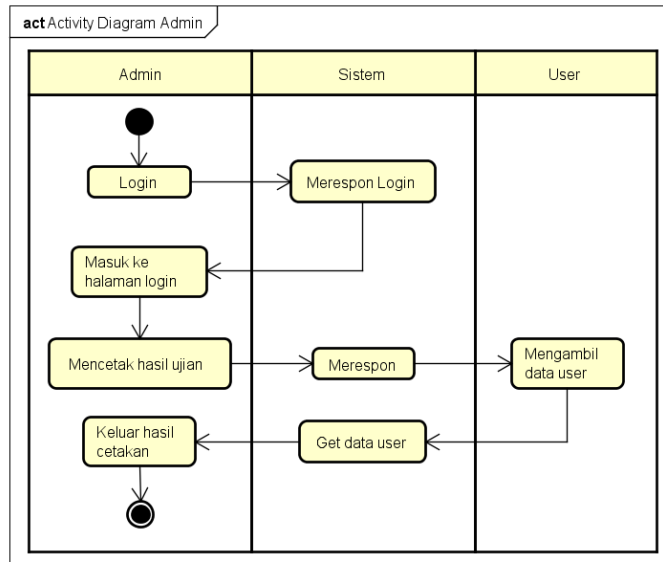 act Activity Diagram Admin
Admin
Sistem
User
Login
Merespon Login
Masuk ke
halaman login
Mencetak hasil ujian
Merespon
Mengambil
data user
Keluar hasil
cetakan
Get data user